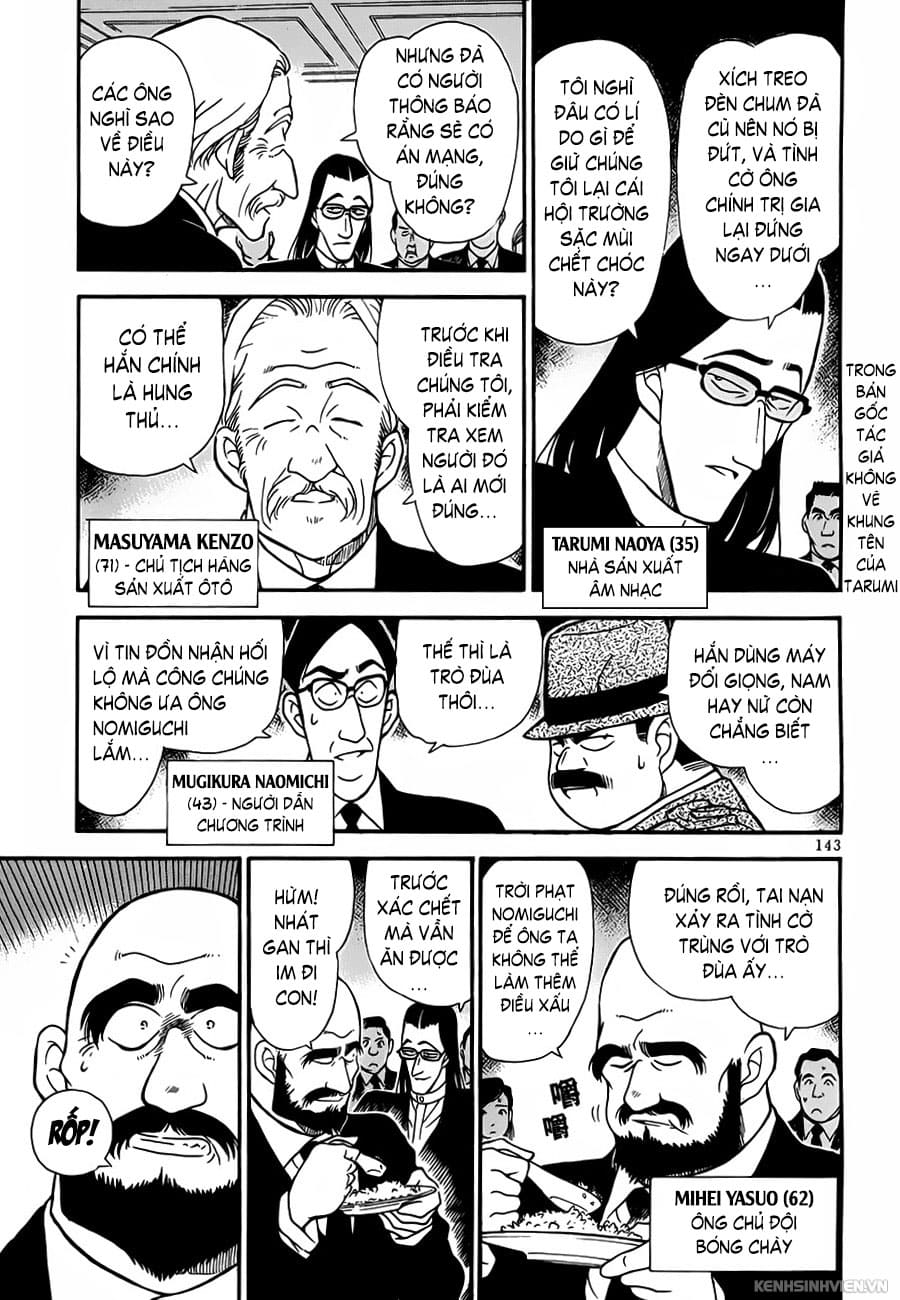 XÍCH TREO
ĐÈN CHUM ĐÃ
CŨ NÊN NÓ BỊ
ĐỨT, VÀ TÌNH
CỜ ÔNG
CHÍNH TRỊ GIA
LẠI ĐỨNG
NGAY DƯỚI
...
TÔI NGHĨ
ĐÂU CÓ LÍ
DO GÌ ĐỂ
GIỮ CHÚNG
TÔI LẠI CÁI
HỘI TRƯỜNG
SẶC MÙI
CHẾT CHÓC
NÀY?
TARUMI NAOYA (35)
NHÀ SẢN XUẤT
ÂM NHẠC
TRONG
BẢN
GỐC
TÁC
GIẢ
KHÔNG
VẼ
KHUNG
TÊN
CỦA
TARUMI
NHƯNG ĐÃ
CÓ NGƯỜI
THÔNG BÁO
RẰNG SẼ CÓ
ÁN MẠNG,
ĐÚNG
KHÔNG?
CÁC ÔNG
NGHĨ SAO
VỀ ĐIỀU
NÀY?
TRƯỚC KHI
ĐIỀU TRA
CHÚNG TÔI,
PHẢI KIỂM
TRA XEM
NGƯỜI ĐÓ
LÀ AI MỚI
ĐÚNG...
CÓ THỂ
HẮN CHÍNH
LÀ HUNG
THỦ...
MASUYAMA KENZO
(71) - CHỦ TỊCH HÃNG
SẢN XUẤT ÔTÔ
HẮN DÙNG MÁY
ĐỔI GIỌNG, NAM
HAY NỮ CÒN
CHẲNG BIẾT
...
THẾ THÌ LÀ
TRÒ ĐÙA
THÔI...
VÌ TIN ĐỒN NHẬN HỐI
LỘ MÀ CÔNG CHÚNG
KHÔNG ƯA ÔNG
NOMIGUCHI
LẮM...
MUGIKURA NAOMICHI
(43) - NGƯỜI DẪN
CHƯƠNG TRÌNH
143
ĐÚNG RỒI, TAI NẠN
XẢY RA TÌNH CỜ
TRÙNG VỚI TRÒ
ĐÙA ẤY...
TRỜI PHẠT
NOMIGUCHI
ĐỂ ÔNG TA
KHÔNG THỂ
LÀM THÊM
ĐIỀU XẤU
...
嚼
嚼
MIHEI YASUO (62)
ÔNG CHỦ ĐỘI
BÓNG CHÀY
TRƯỚC
XÁC CHẾT
MÀ VẪN
ĂN ĐƯỢC
...
HỪM!
NHÁT
GAN THÌ
IM ĐI
CON!
RỐP!
KENHSINHVIEN.VN